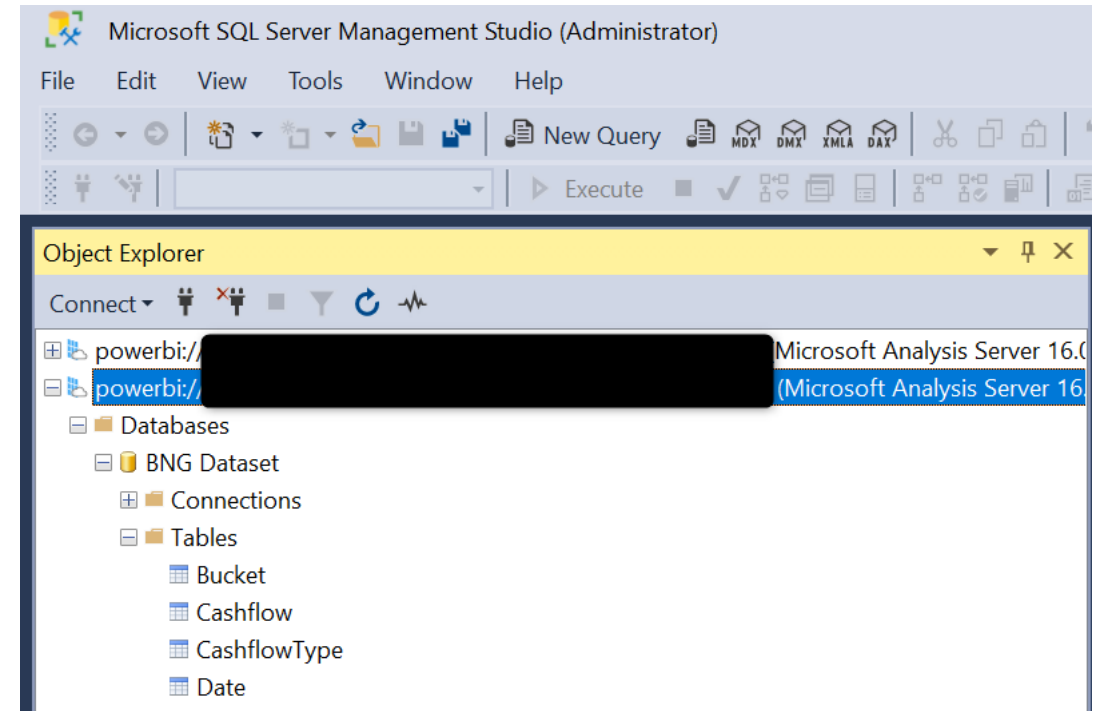 Microsoft SQL Server Management Studio (Administrator)
File Edit View Tools Window Help
New Query MDX DMX XMLA DAX
Execute
Object Explorer
Connect
powerbi:// Microsoft Analysis Server 16.0
powerbi:// (Microsoft Analysis Server 16.
Databases
BNG Dataset
Connections
Tables
Bucket
Cashflow
CashflowType
Date